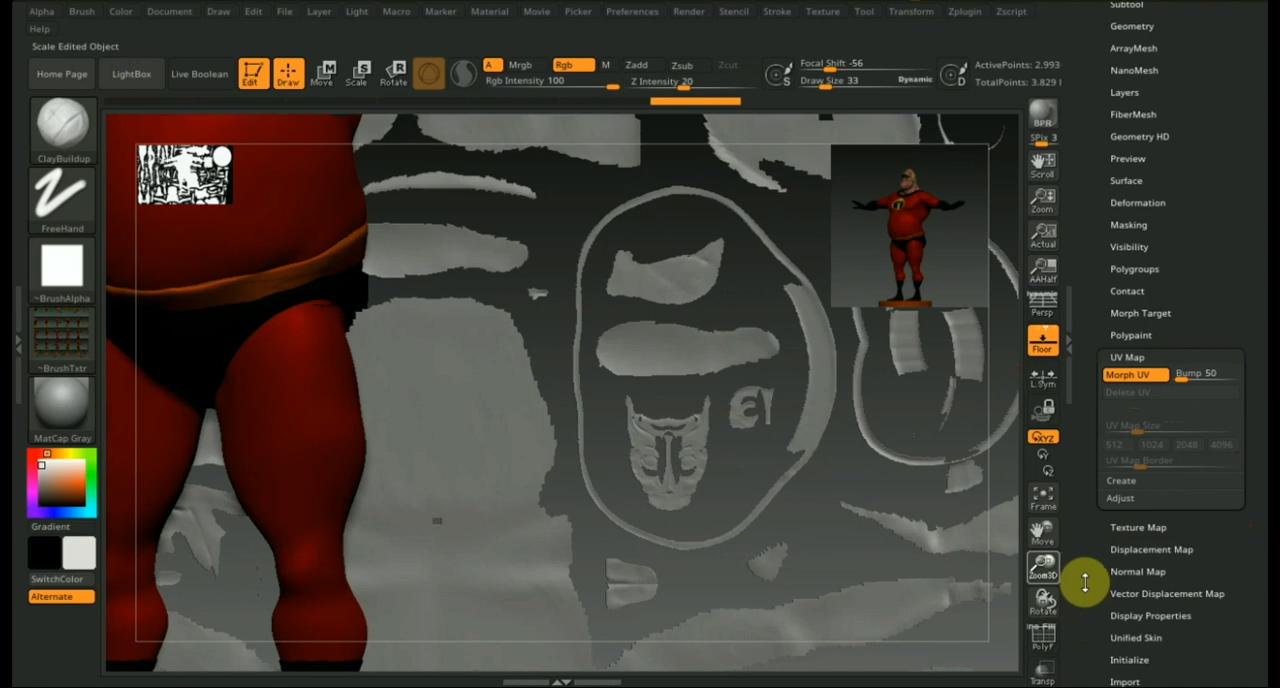 Alpha Brush Color Document Draw Edit File Layer Light Macro Marker Material Movie Picker Preferences Render Stencil Stroke Texture Tool Transform Zplugin Zscript
Help
Scale Edited Object
Home Page LightBox Live Boolean Edit Draw Move Scale Rotate
A Mrgb Rgb M Zadd Zsub Zcut
Rgb Intensity 100 Z Intensity 20
Focal Shift -56
Draw Size 33 Dynamic
ActivePoints: 2.993
TotalPoints: 3.829
ClayBuildup
FreeHand
~BrushAlpha
~BrushTxtr
MatCap Gray
Gradient
SwitchColor
Alternate
BPR
SPix 3
Scroll
Zoom
Actual
AAHalf
Dynamic
Persp
Floor
L.Sym
XYZ
Y
Z
Frame
Move
Zoom3D
Rotate
PolyF
Transp
Subtool
Geometry
ArrayMesh
NanoMesh
Layers
FiberMesh
Geometry HD
Preview
Surface
Deformation
Masking
Visibility
Polygroups
Contact
Morph Target
Polypaint
UV Map
Morph UV Bump 50
Delete UV
UV Map Size
512 1024 2048 4096
UV Map Border
Create
Adjust
Texture Map
Displacement Map
Normal Map
Vector Displacement Map
Display Properties
Unified Skin
Initialize
Import